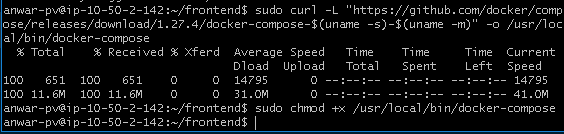 anwar-pv@ip-10-50-2-142:~/frontend$ sudo curl -L "https://github.com/docker/comp
ose/releases/download/1.27.4/docker-compose-$(uname -s)-$(uname -m)" -o /usr/loc
al/bin/docker-compose
% Total % Received % Xferd Average Speed Time Time Time Current
Dload Upload Total Spent Left Speed
100 651 100 651 0 0 14795 0 --:--:-- --:--:-- --:--:-- 14795
100 11.6M 100 11.6M 0 0 31.0M 0 --:--:-- --:--:-- --:--:-- 41.0M
anwar-pv@ip-10-50-2-142:~/frontend$ sudo chmod +x /usr/local/bin/docker-compose
anwar-pv@ip-10-50-2-142:~/frontend$